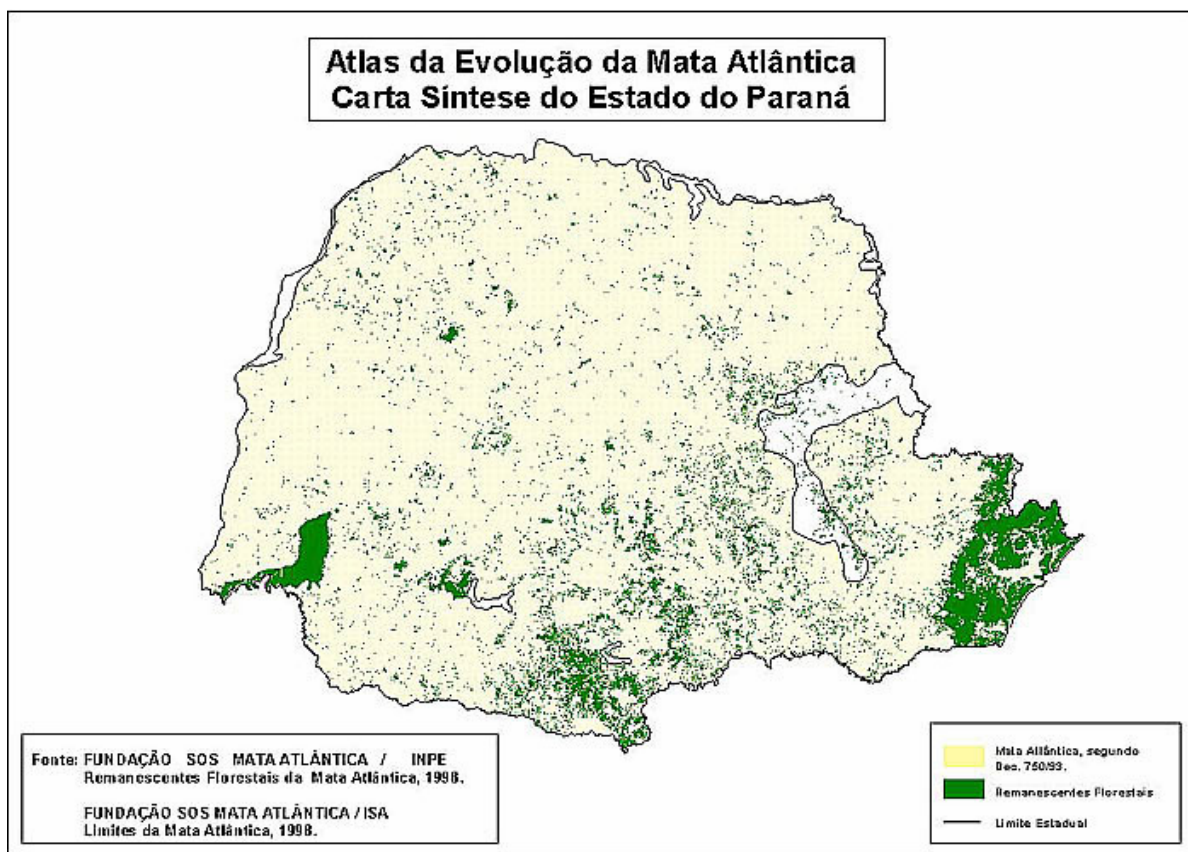 Atlas da Evolução da Mata Atlântica
Carta Síntese do Estado do Paraná
Fonte: FUNDAÇÃO SOS MATA ATLÂNTICA / INPE
Remanescentes Florestais da Mata Atlântica, 1998.
FUNDAÇÃO SOS MATA ATLÂNTICA / ISA
Limites da Mata Atlântica, 1998.
Mata Atlântica, segundo
Dec. 750/93.
Remanescentes Florestais
Limite Estadual